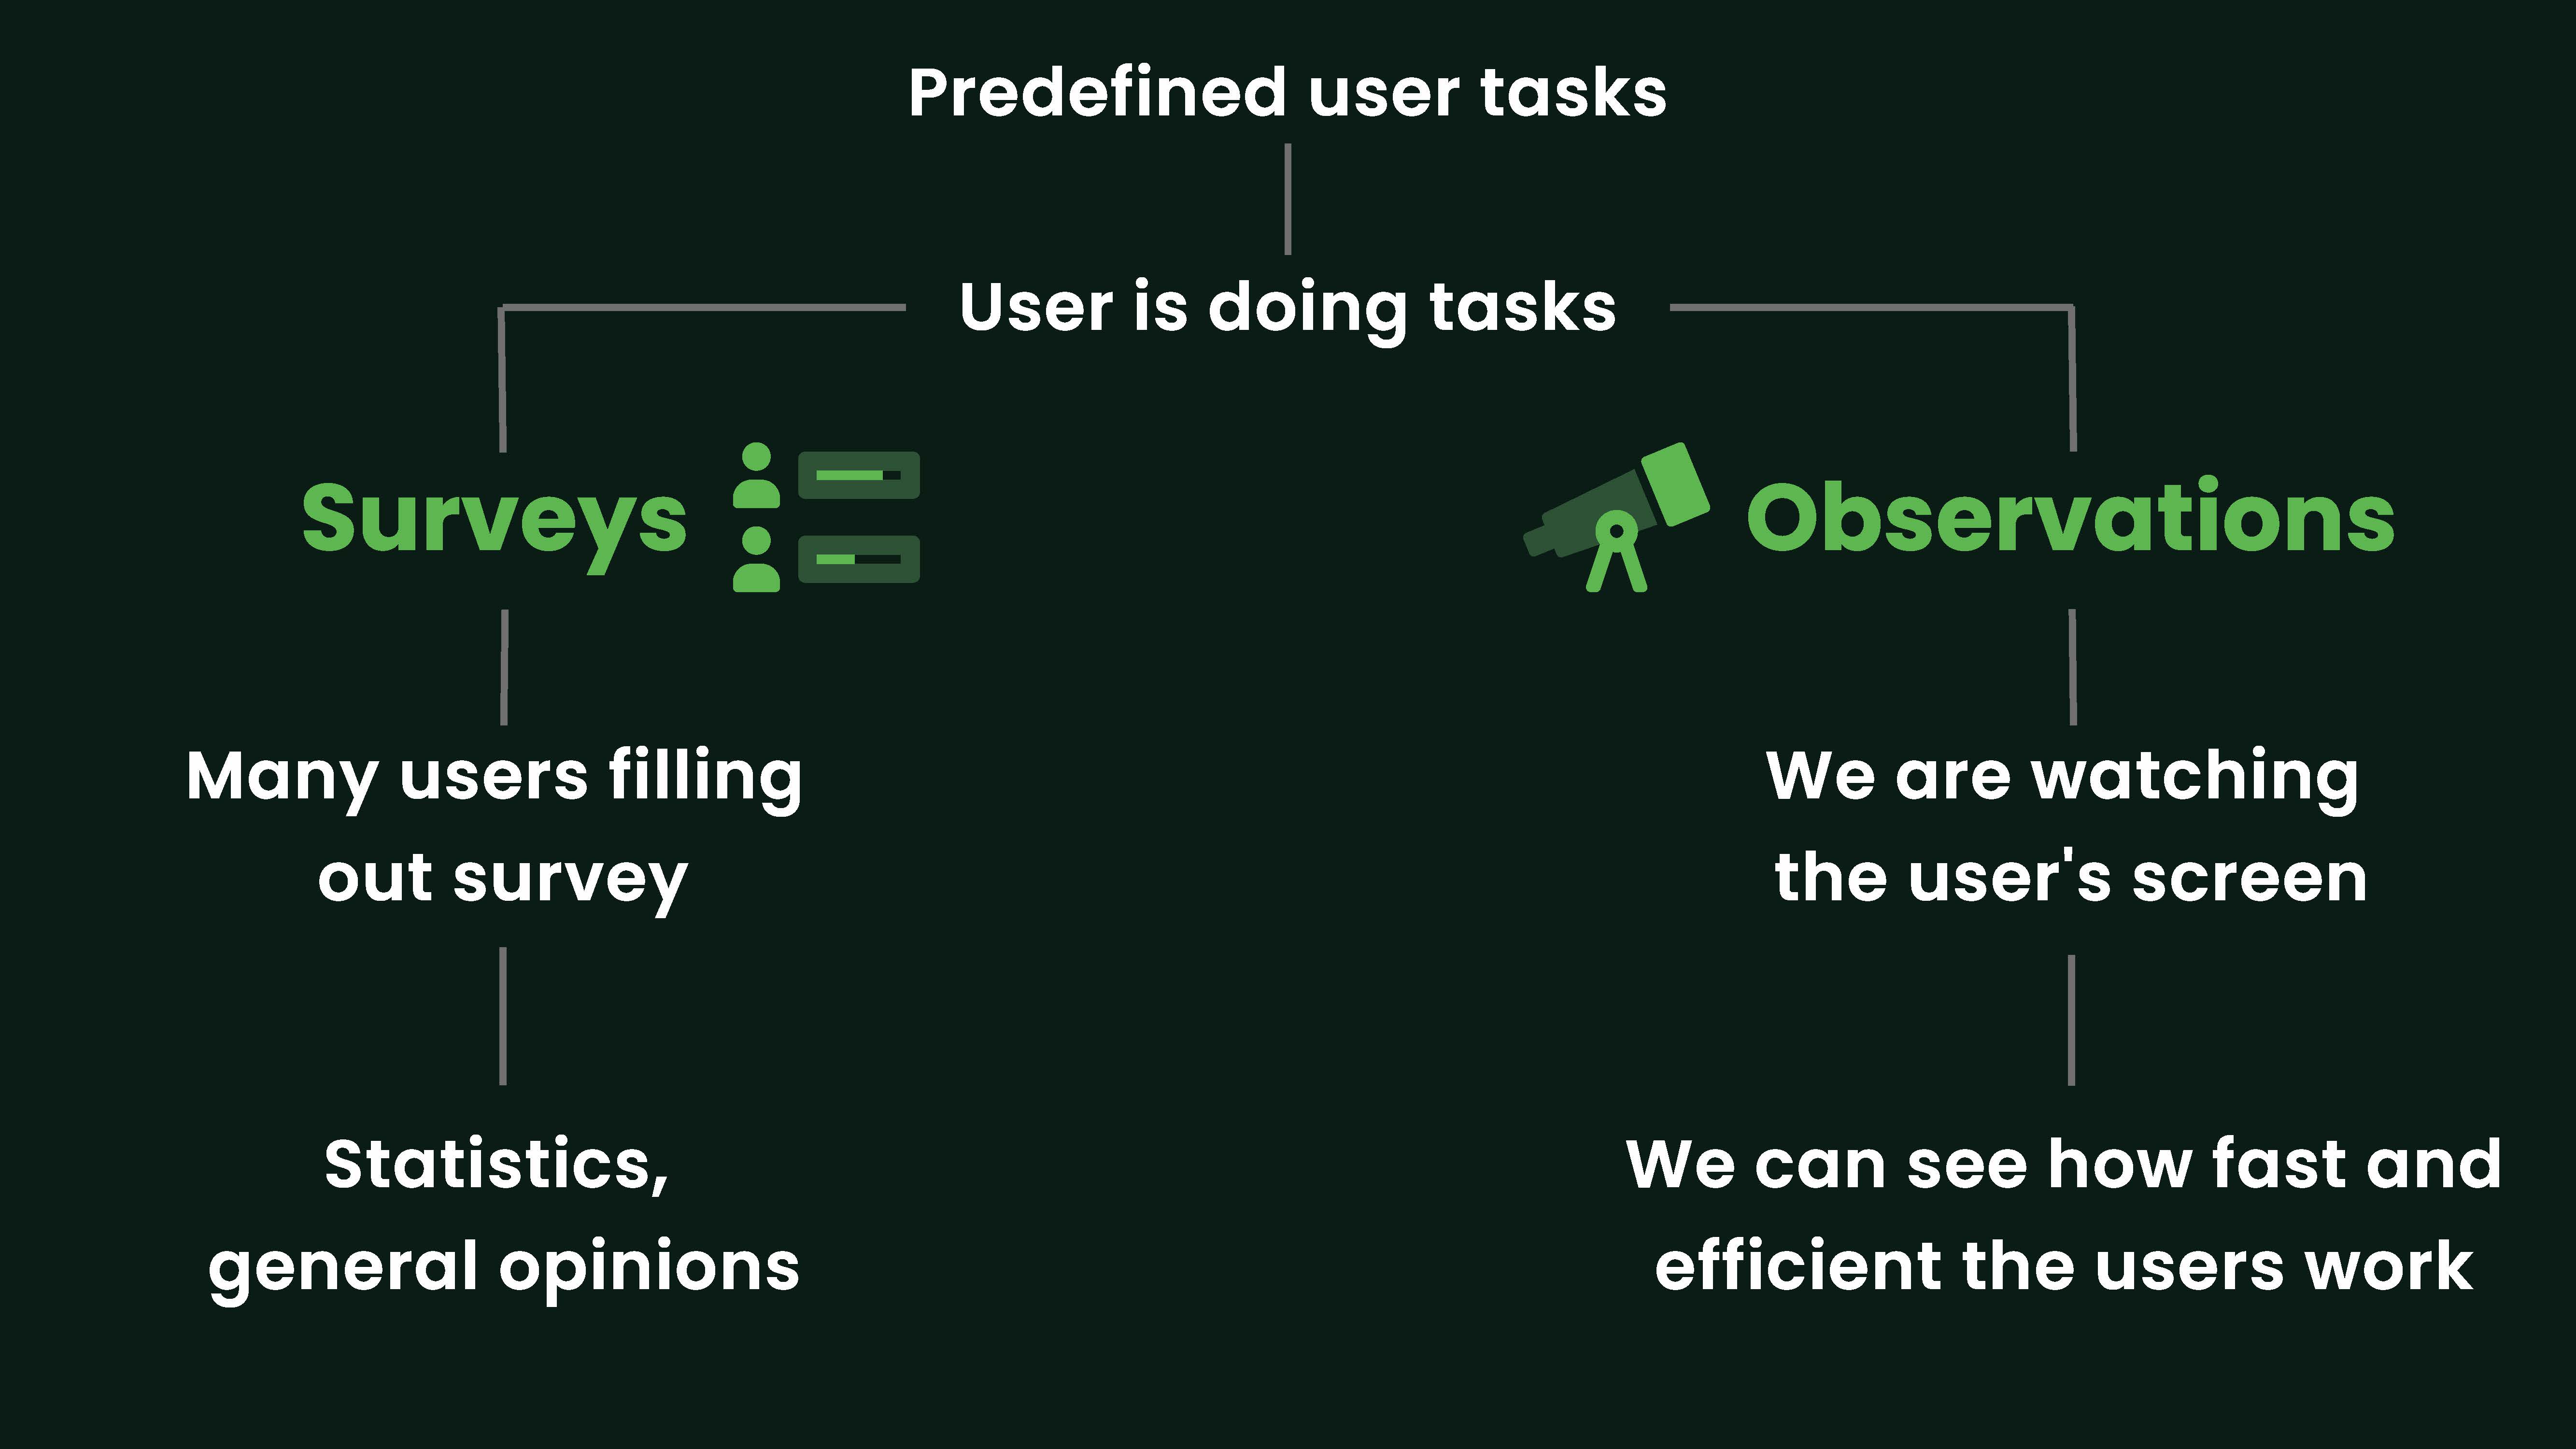 Predefined user tasks
User is doing tasks
Surveys
Observations
Many users filling
out survey
We are watching
the user's screen
Statistics,
general opinions
We can see how fast and
efficient the users work